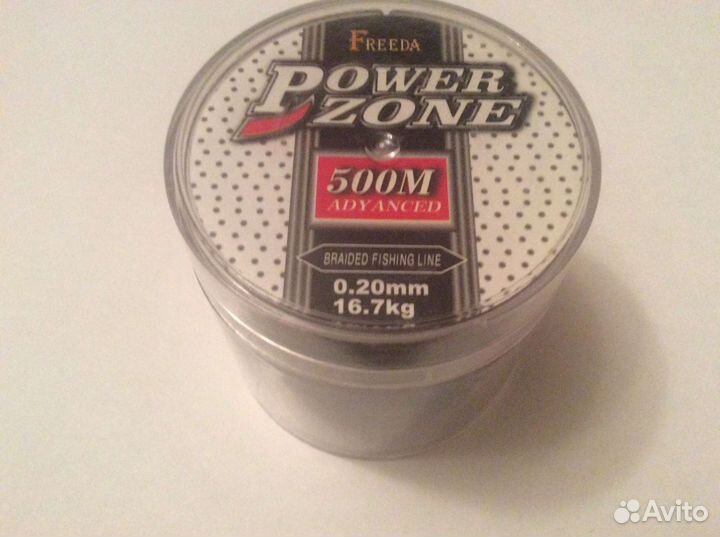 FREEDA
POWER
ZONE
500M
ADVANCED
BRAIDED FISHING LINE
0.20mm
16.7kg
Avito